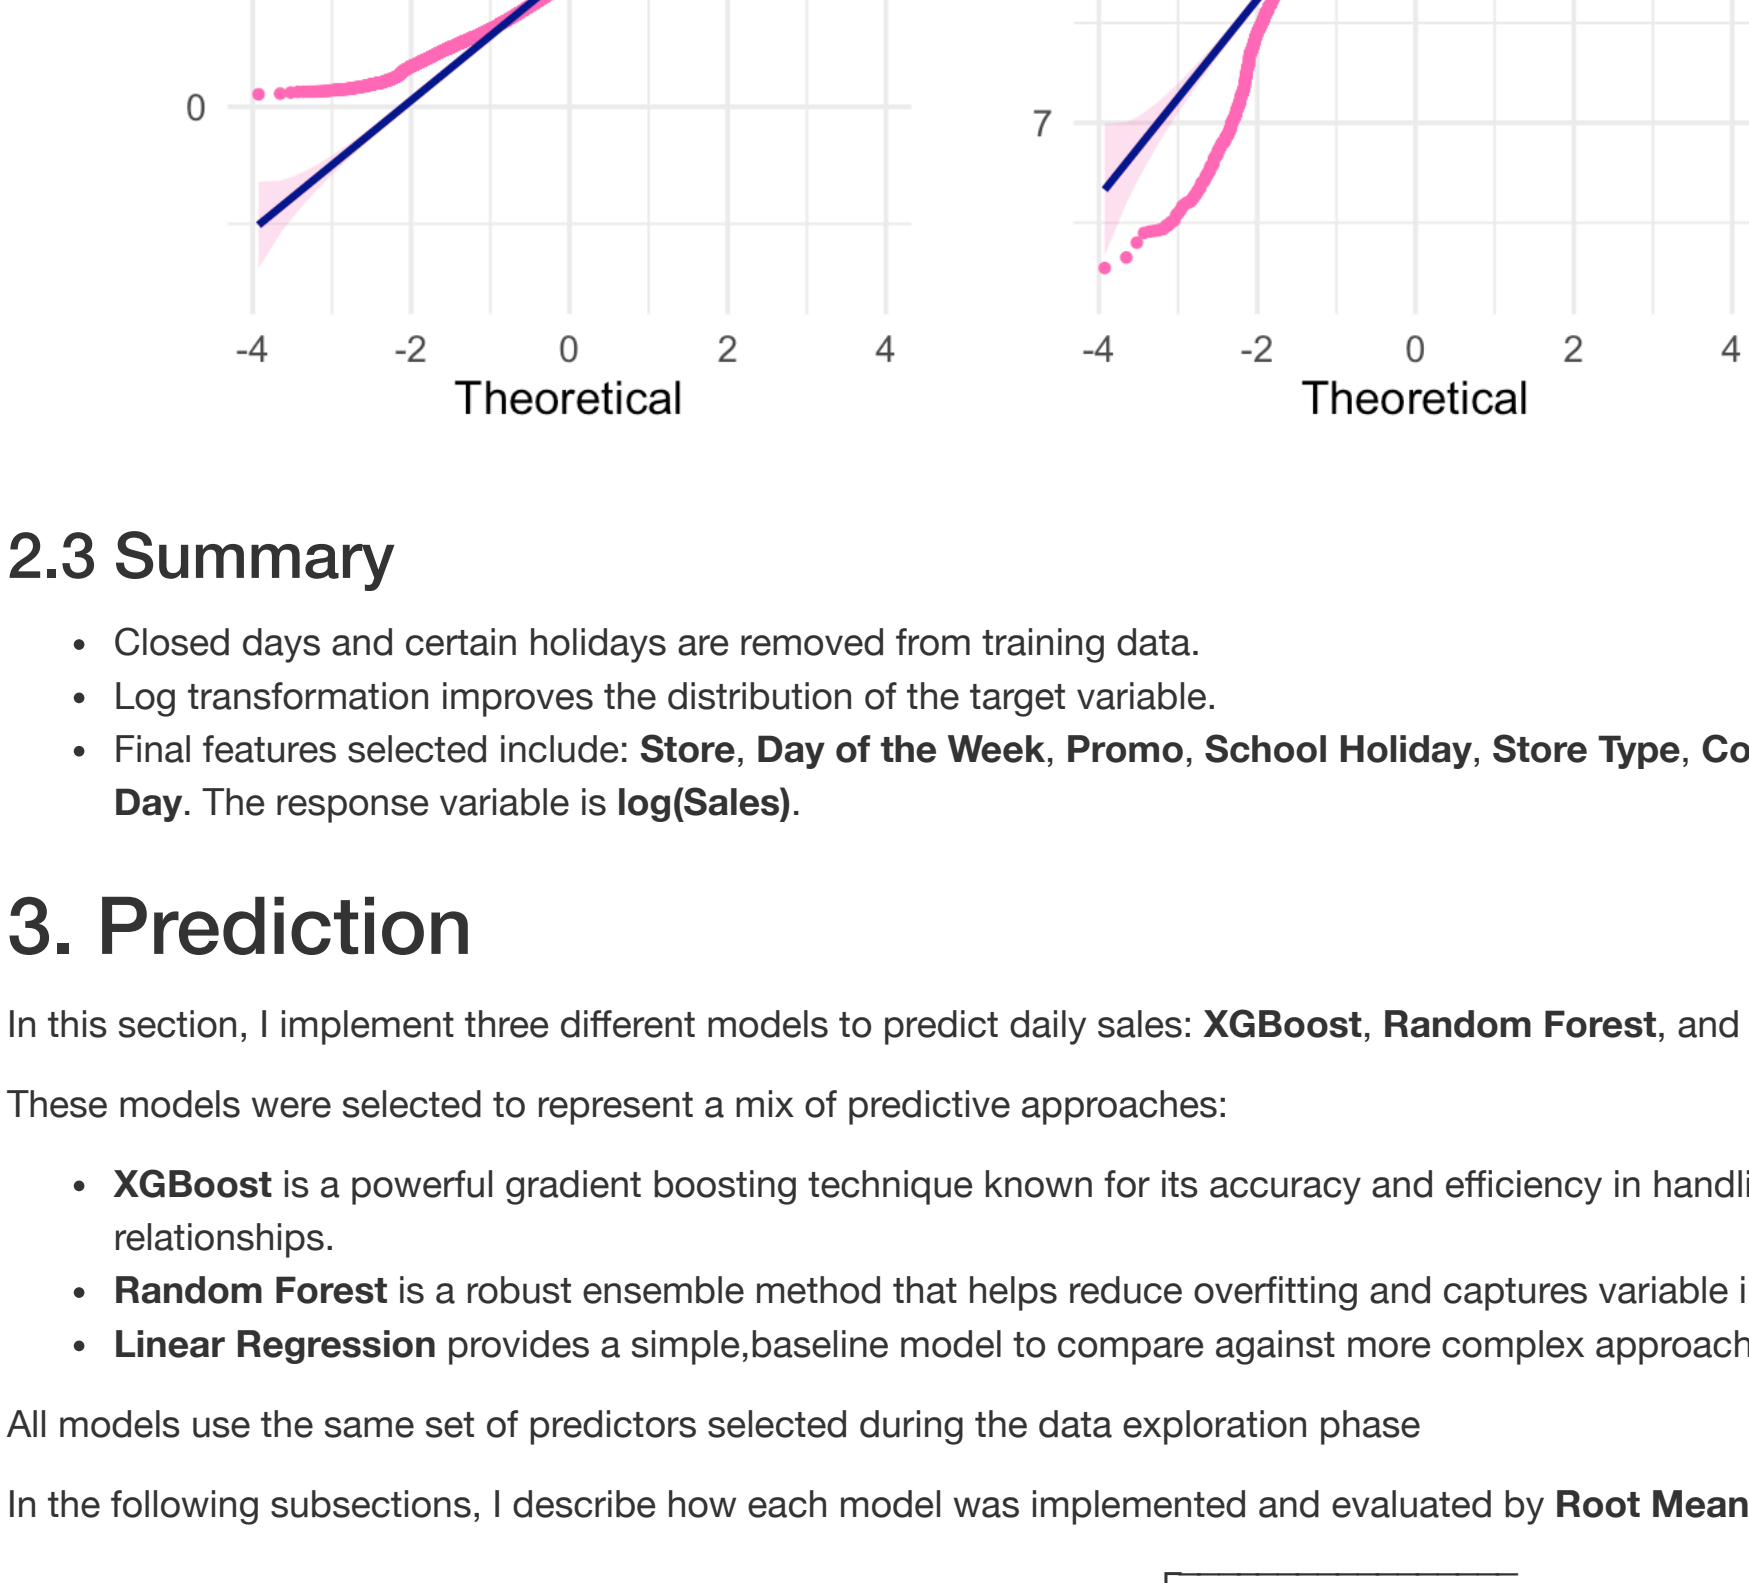 0
7
-4 -2 0 2 4
-4 -2 0 2 4
Theoretical
Theoretical
2.3 Summary
• Closed days and certain holidays are removed from training data.
• Log transformation improves the distribution of the target variable.
• Final features selected include: Store, Day of the Week, Promo, School Holiday, Store Type, Co
Day. The response variable is log(Sales).
3. Prediction
In this section, I implement three different models to predict daily sales: XGBoost, Random Forest, and
These models were selected to represent a mix of predictive approaches:
• XGBoost is a powerful gradient boosting technique known for its accuracy and efficiency in handli
relationships.
• Random Forest is a robust ensemble method that helps reduce overfitting and captures variable i
• Linear Regression provides a simple,baseline model to compare against more complex approach
All models use the same set of predictors selected during the data exploration phase
In the following subsections, I describe how each model was implemented and evaluated by Root Mean